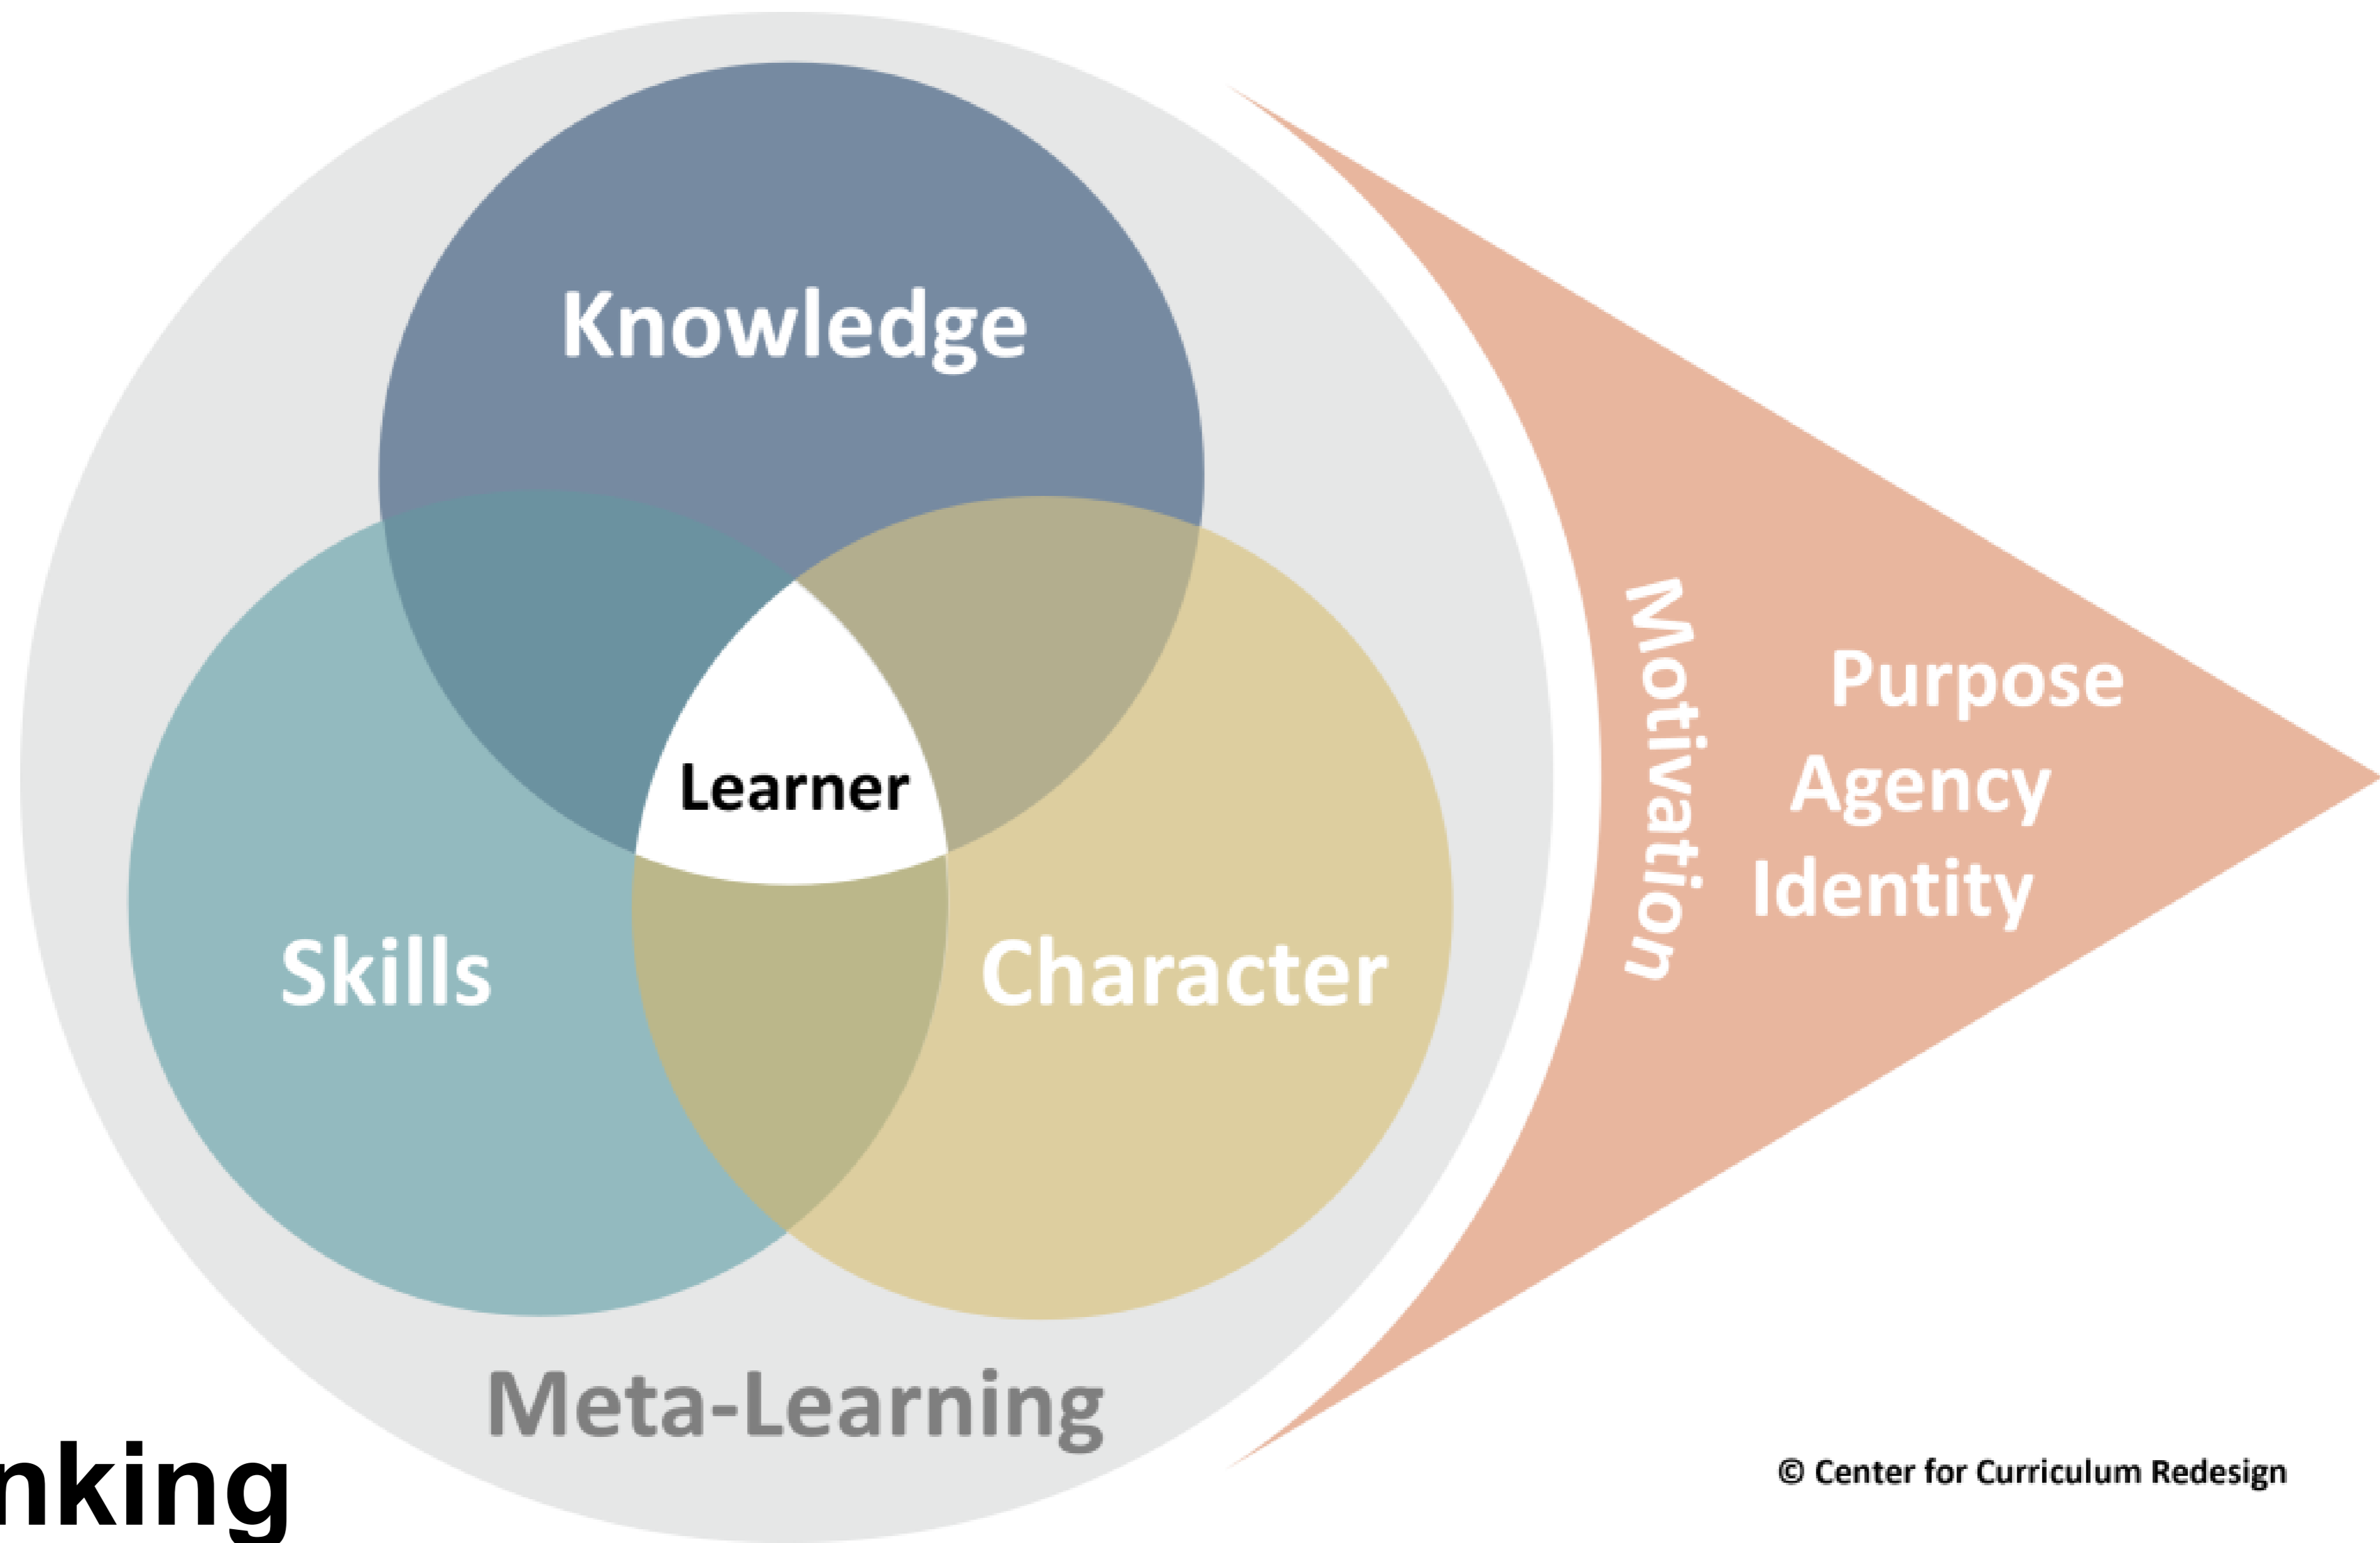 Knowledge
Learner
Skills
Character
Meta-Learning
Motivation
Purpose
Agency
Identity
nking
© Center for Curriculum Redesign